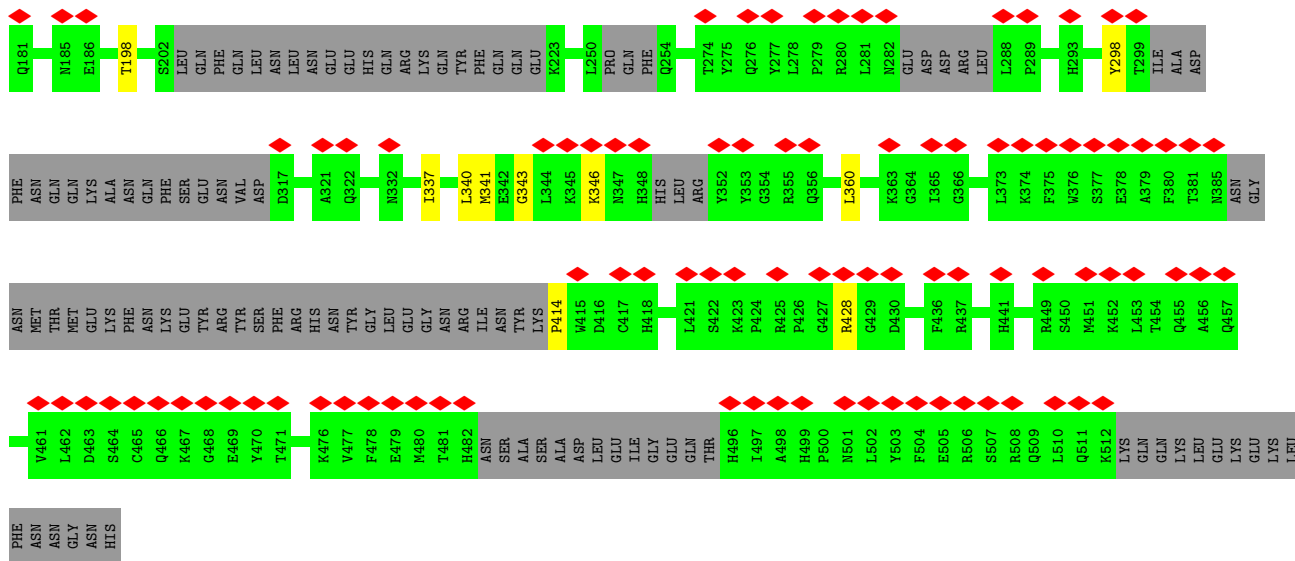 Q181 N185 E186 T198 S202 LEU GLN PHE GLN LEU ASN LEU ASN GLU GLU HIS GLN ARG LYS GLN TYR PHE GLN GLN GLU K223 L250 PRO GLN PHE Q254 T274 Y275 Q276 Y277 L278 P279 R280 L281 N282 GLU ASP ASP ARG LEU L288 P289 H293 Y298 T299 ILE ALA ASP
PHE ASN GLN GLN LYS ALA ASN GLN PHE SER GLU ASN VAL ASP D317 A321 Q322 N332 I337 L340 M341 E342 G343 L344 K345 K346 N347 H348 HIS LEU ARG Y352 Y353 G354 R355 Q356 L360 K363 G364 I365 G366 L373 K374 F375 W376 S377 E378 A379 F380 T381 N385 ASN GLY
ASN MET THR MET GLU LYS PHE ASN LYS GLU TYR ARG TYR SER PHE ARG HIS ASN TYR GLY LEU GLU GLY ASN ARG ILE ASN TYR LYS P414 W415 D416 C417 H418 L421 S422 K423 P424 R425 P426 G427 R428 G429 D430 F436 R437 H441 R449 S450 M451 K452 L453 T454 Q455 A456 Q457
V461 L462 D463 S464 C465 Q466 K467 G468 E469 Y470 T471 K476 V477 F478 E479 M480 T481 H482 ASN SER ALA SER ALA ASP LEU GLU ILE GLY GLU GLN THR H496 I497 A498 H499 P500 N501 L502 Y503 F504 E505 R506 S507 R508 Q509 L510 Q511 K512 LYS GLN GLN LYS LEU GLU LYS GLU LYS LEU
PHE ASN ASN GLY ASN HIS